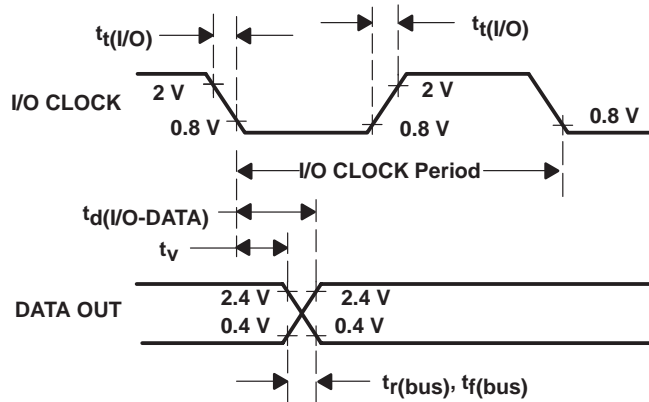 tt(I/O) tt(I/O)
I/O CLOCK
2 V 2 V
0.8 V 0.8 V 0.8 V
I/O CLOCK Period
td(I/O-DATA)
tv
DATA OUT
2.4 V 2.4 V
0.4 V 0.4 V
tr(bus), tf(bus)